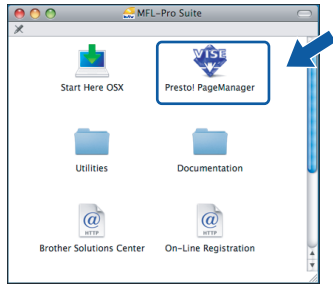 MFL-Pro Suite
VISE
Start Here OSX
Presto! PageManager
Utilities
Documentation
@
HTTP
@
HTTP
Brother Solutions Center
On-Line Registration